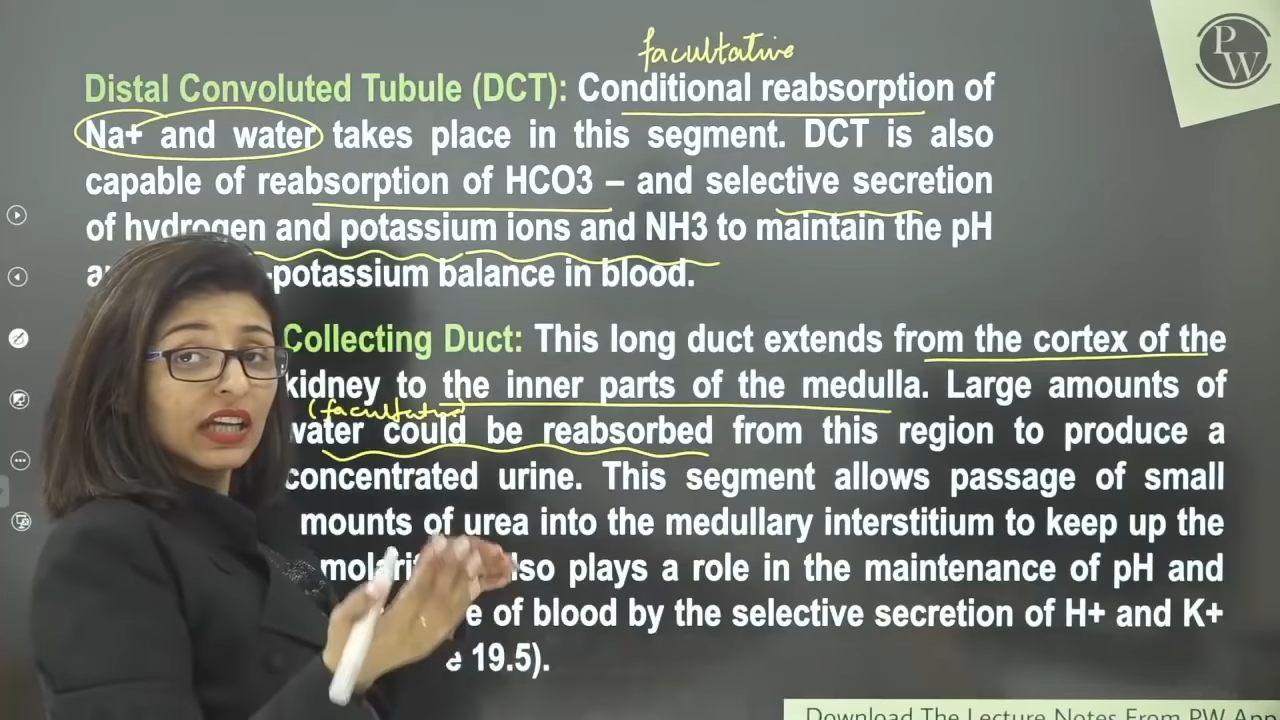 facultative
P
W
Distal Convoluted Tubule (DCT): Conditional reabsorption of
Na+ and water takes place in this segment. DCT is also
capable of reabsorption of HCO3 – and selective secretion
of hydrogen and potassium ions and NH3 to maintain the pH
-potassium balance in blood.
Collecting Duct: This long duct extends from the cortex of the
kidney to the inner parts of the medulla. Large amounts of
(facultative)
water could be reabsorbed from this region to produce a
concentrated urine. This segment allows passage of small
mounts of urea into the medullary interstitium to keep up the
plays a role in the maintenance of pH and
of blood by the selective secretion of H+ and K+
19.5).
Download The Lecture Notes From PW App